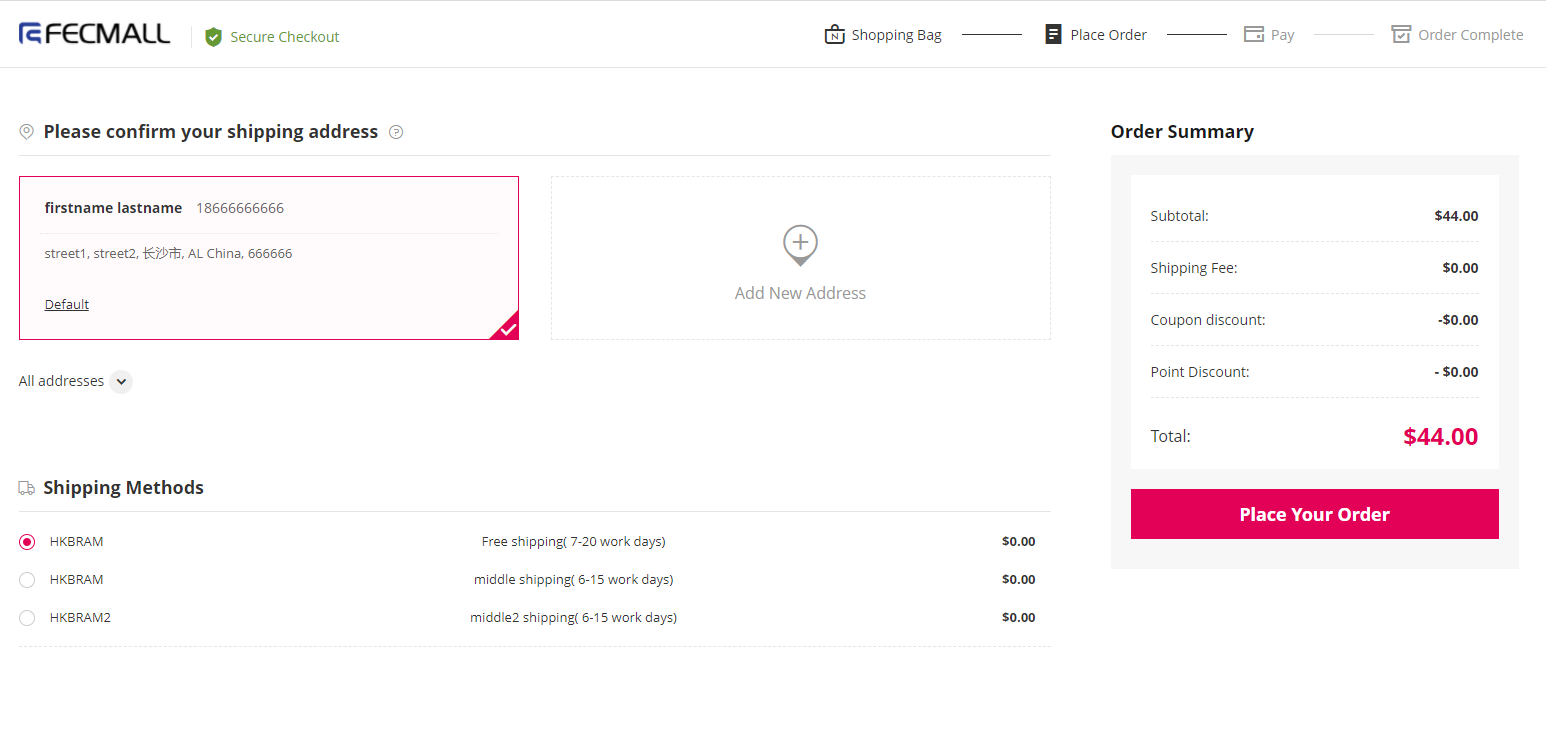 FECMALL
Secure Checkout
Shopping Bag
Place Order
Pay
Order Complete
Please confirm your shipping address ?
firstname lastname 18666666666
street1, street2, 长沙市, AL China, 666666
Default
Add New Address
All addresses
Shipping Methods
HKBRAM Free shipping( 7-20 work days) $0.00
HKBRAM middle shipping( 6-15 work days) $0.00
HKBRAM2 middle2 shipping( 6-15 work days) $0.00
Order Summary
Subtotal: $44.00
Shipping Fee: $0.00
Coupon discount: -$0.00
Point Discount: - $0.00
Total: $44.00
Place Your Order